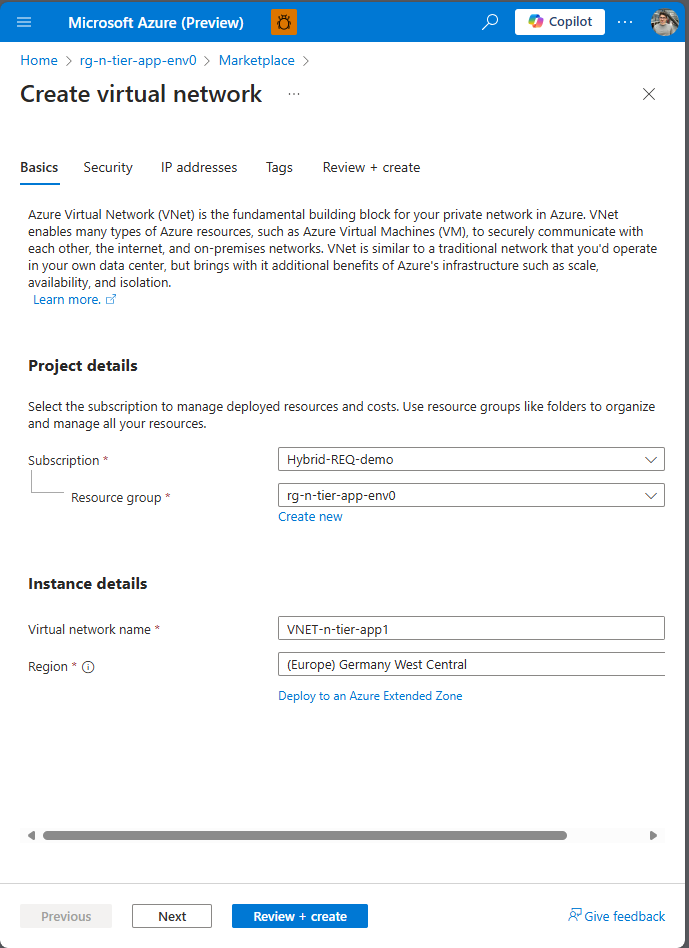 Microsoft Azure (Preview)
Copilot
Home > rg-n-tier-app-env0 > Marketplace >
Create virtual network ...
Basics
Security
IP addresses
Tags
Review + create
Azure Virtual Network (VNet) is the fundamental building block for your private network in Azure. VNet
enables many types of Azure resources, such as Azure Virtual Machines (VM), to securely communicate with
each other, the internet, and on-premises networks. VNet is similar to a traditional network that you'd operate
in your own data center, but brings with it additional benefits of Azure's infrastructure such as scale,
availability, and isolation.
Learn more.
Project details
Select the subscription to manage deployed resources and costs. Use resource groups like folders to organize
and manage all your resources.
Subscription *
Hybrid-REQ-demo
Resource group *
rg-n-tier-app-env0
Create new
Instance details
Virtual network name *
VNET-n-tier-app1
Region *
(Europe) Germany West Central
Deploy to an Azure Extended Zone
Previous
Next
Review + create
Give feedback